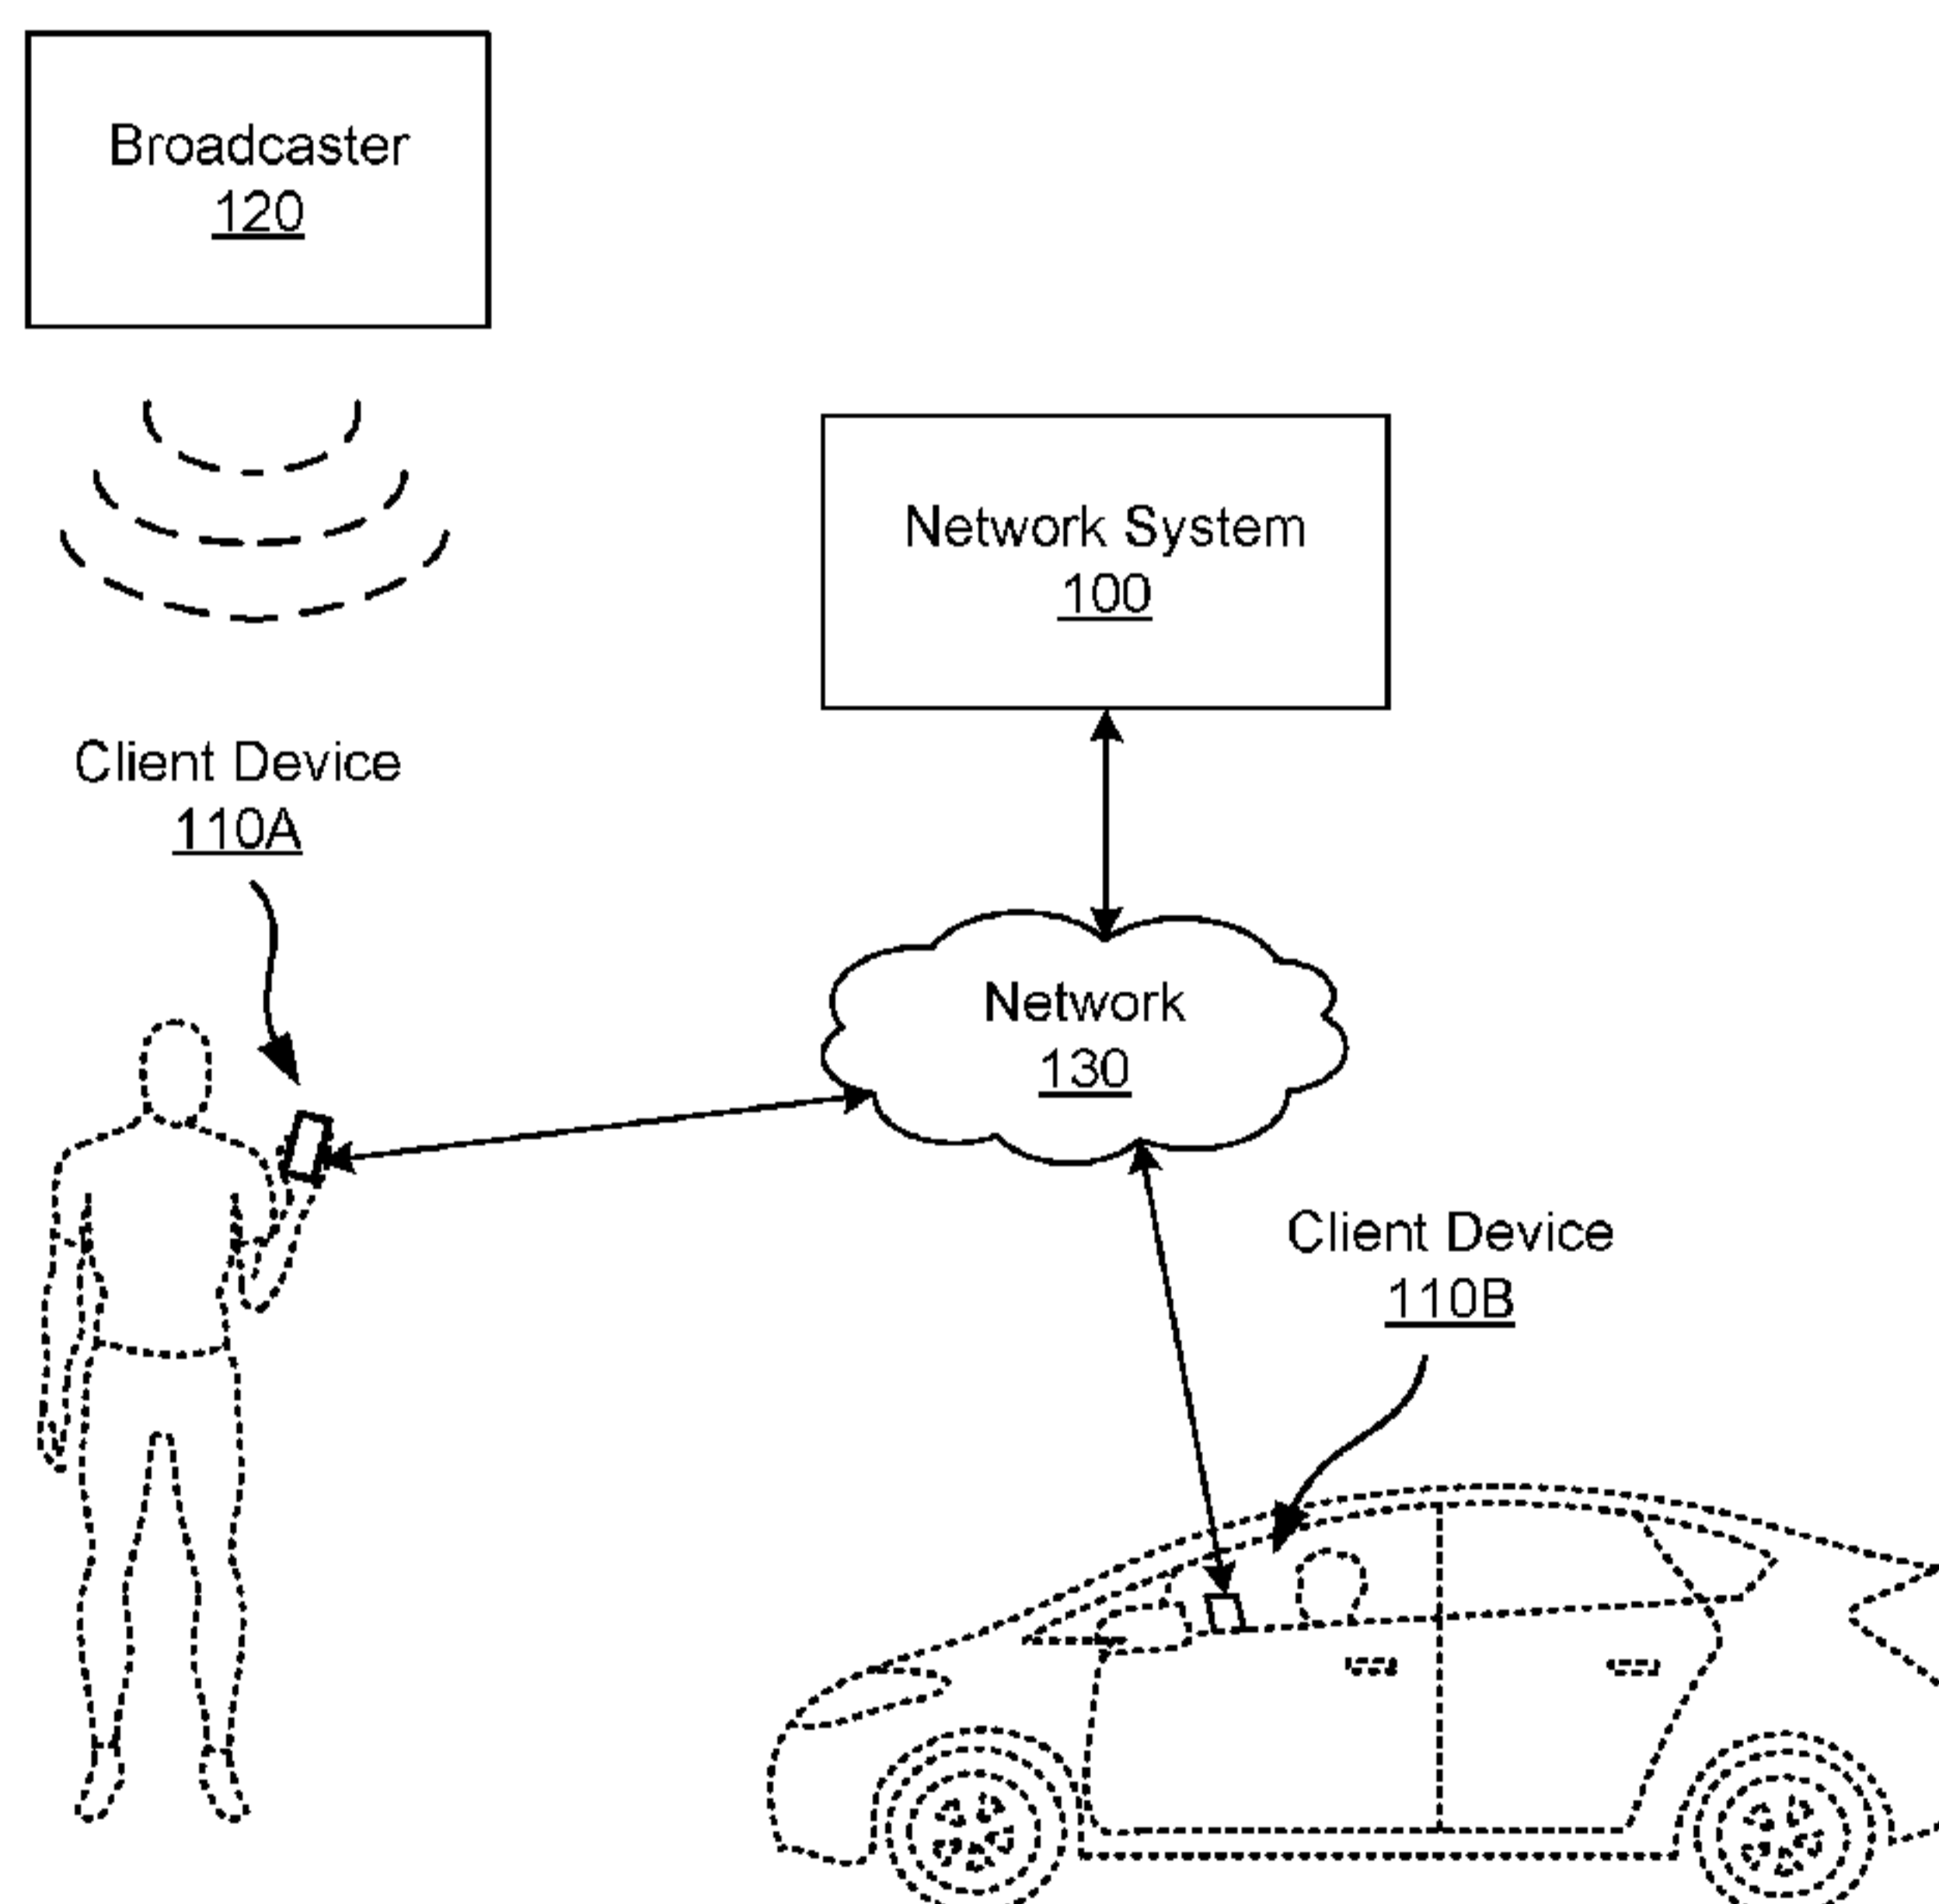 Broadcaster
120
Network System
100
Client Device
110A
Network
130
Client Device
110B